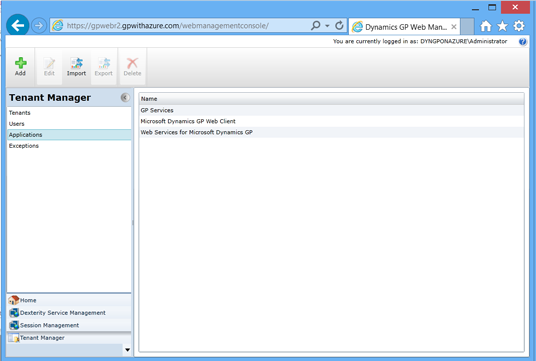 https://gpwebr2.gpwithazure.com/webmanagementconsole/
Dynamics GP Web Man...
You are currently logged in as: DYNGPONAZURE\Administrator
Add
Edit
Import
Export
Delete
Tenant Manager
Tenants
Users
Applications
Exceptions
Name
GP Services
Microsoft Dynamics GP Web Client
Web Services for Microsoft Dynamics GP
Home
Dexterity Service Management
Session Management
Tenant Manager